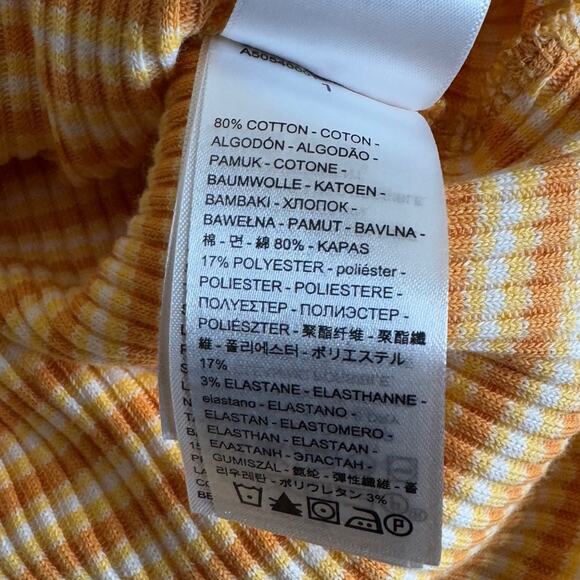 80% COTTON - COTON -
ALGODÓN - ALGODÃO -
PAMUK - COTONE -
BAUMWOLLE - KATOEN -
BAMBAKI - ХЛОПОК -
BAWEŁNA - PAMUT - BAVLNA -
棉 - 면 - 綿 80% - KAPAS
17% POLYESTER - poliéster -
POLIESTER - POLIESTERE -
ΠΟΛΥΕΣΤΕΡ - ПОЛИЭСТЕР -
POLIÉSZTER - 聚酯纤维 - 聚酯纖
維 - 폴리에스터 - ポリエステル
17%
3% ELASTANE - ELASTHANNE -
elastano - ELASTANO -
ELASTAN - ELASTOMERO -
ELASTHAN - ELASTAAN -
ΕΛΑΣΤΑΝΗ - ЭЛАСТАН -
GUMISZÁL - 氨纶 - 彈性纖維 - 폴
리우레탄 - ポリウレタン 3%
P